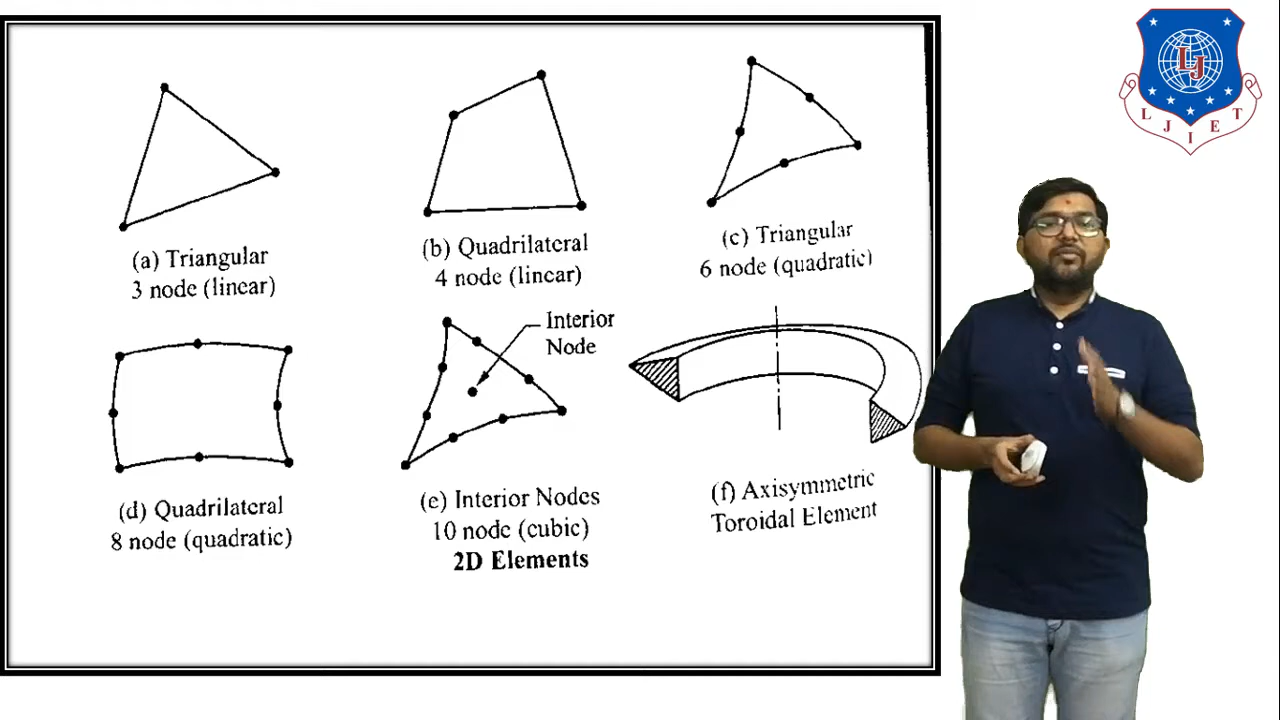 (a) Triangular
3 node (linear)
(b) Quadrilateral
4 node (linear)
(c) Triangular
6 node (quadratic)
Interior
Node
(d) Quadrilateral
8 node (quadratic)
(e) Interior Nodes
10 node (cubic)
2D Elements
(f) Axisymmetric
Toroidal Element
LJ
L J I E T